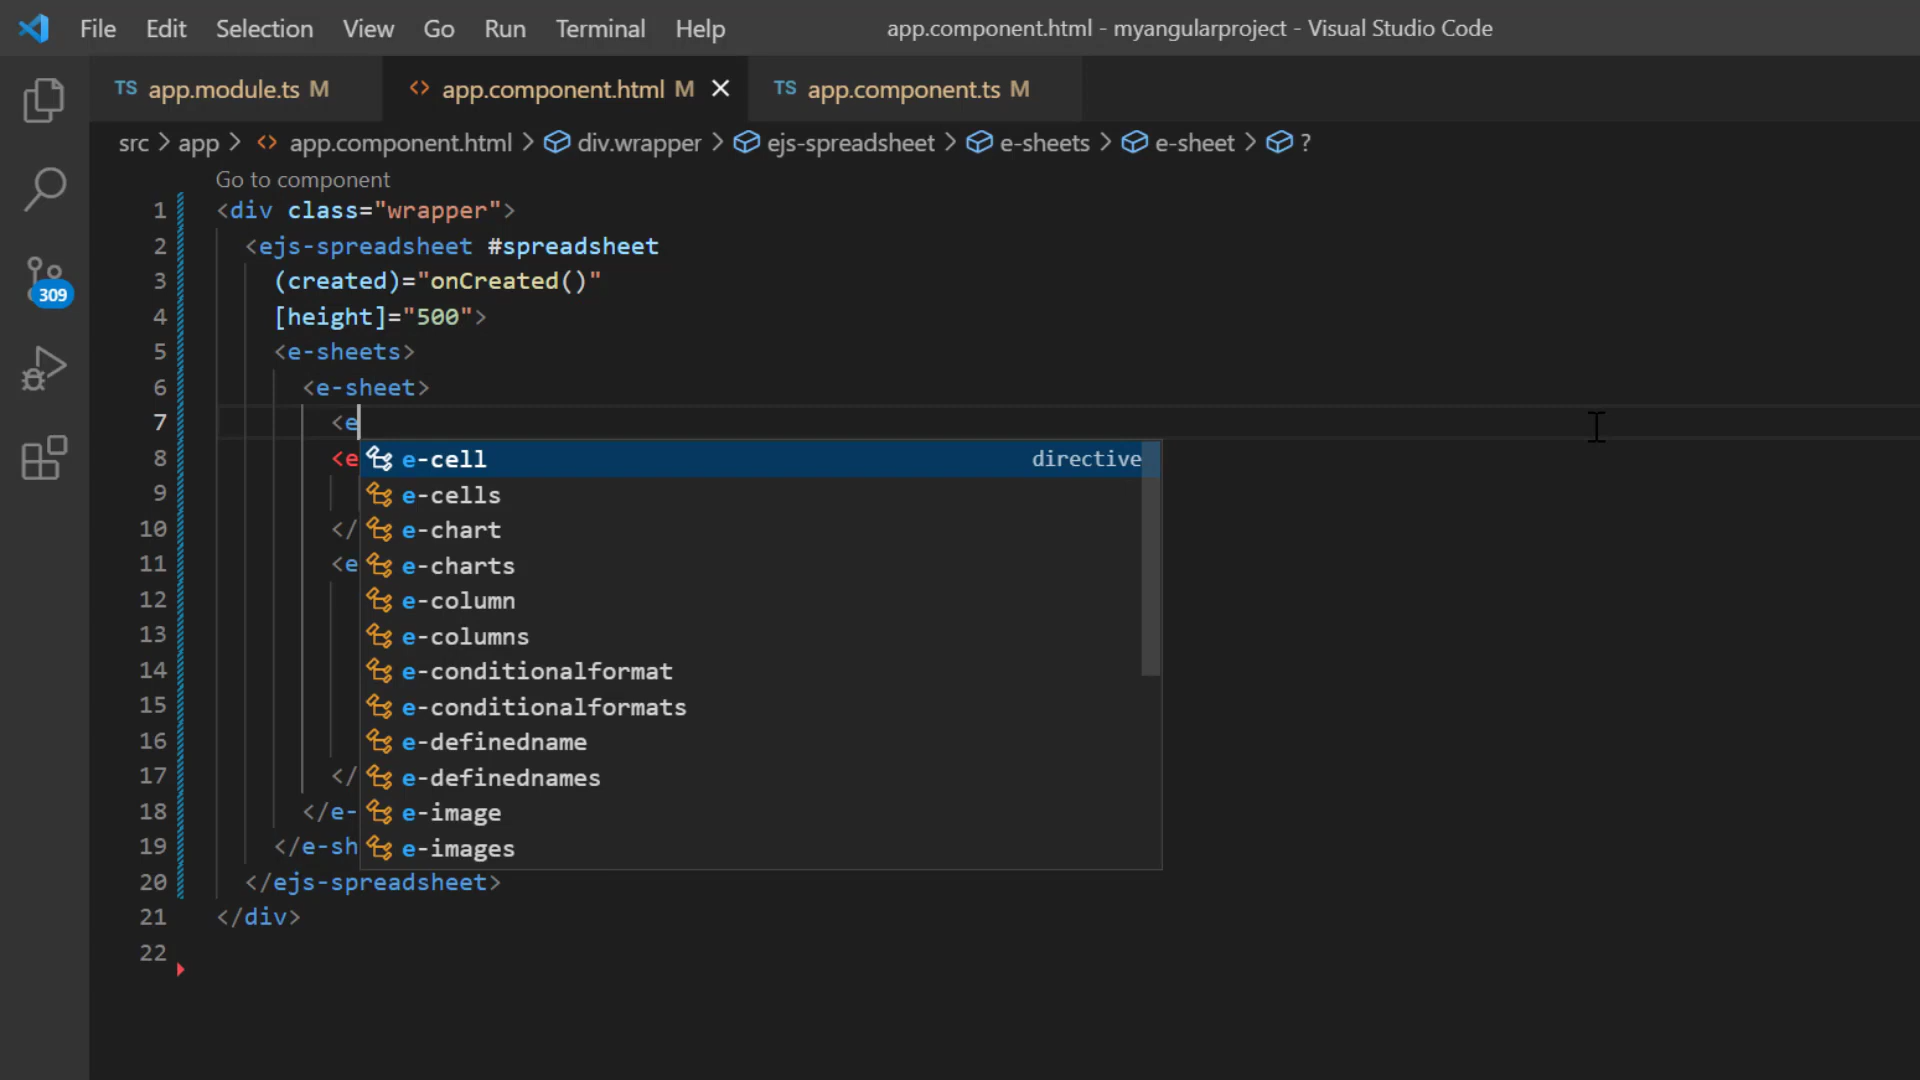 File Edit Selection View Go Run Terminal Help app.component.html - myangularproject - Visual Studio Code
TS app.module.ts M <> app.component.html M TS app.component.ts M
src > app > <> app.component.html > div.wrapper > ejs-spreadsheet > e-sheets > e-sheet > ?
Go to component
1 <div class="wrapper">
2 <ejs-spreadsheet #spreadsheet
3 (created)="onCreated()"
4 [height]="500">
5 <e-sheets>
6 <e-sheet>
7 <e
8 <e e-cell directive
9 e-cells
10 </ e-chart
11 <e e-charts
12 e-column
13 e-columns
14 e-conditionalformat
15 e-conditionalformats
16 e-definedname
17 </ e-definednames
18 </e- e-image
19 </e-sh e-images
20 </ejs-spreadsheet>
21 </div>
22
309